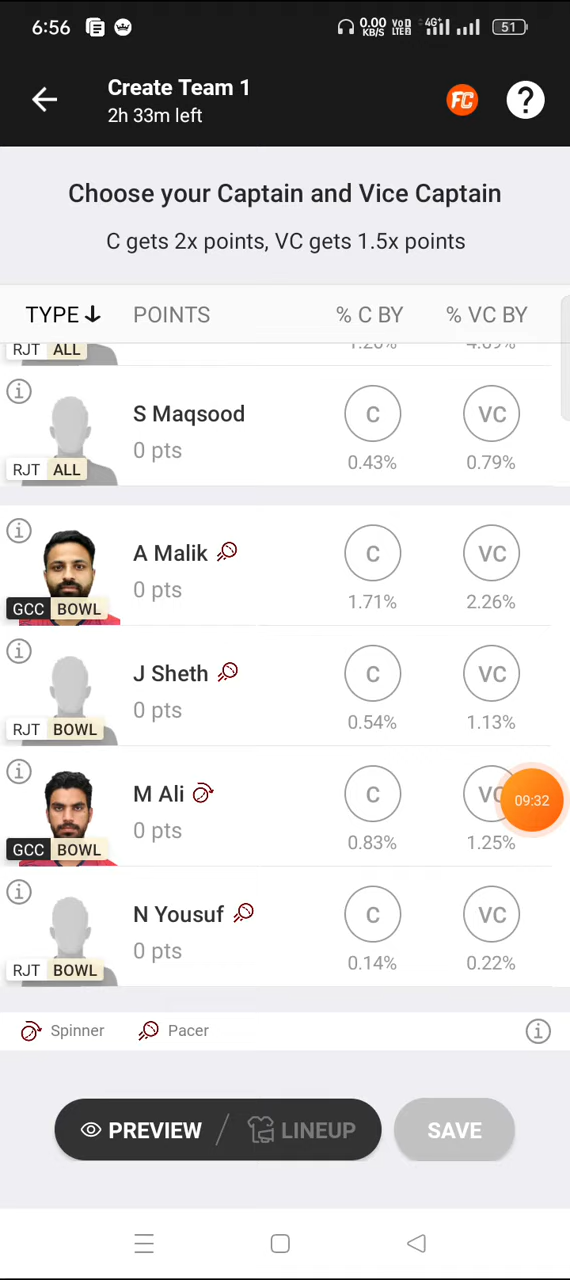 6:56 0.00 KB/S VoD LTE2 4G 51
Create Team 1
2h 33m left
FC ?
Choose your Captain and Vice Captain
C gets 2x points, VC gets 1.5x points
TYPE POINTS % C BY % VC BY
RJT ALL
S Maqsood C VC
0 pts
RJT ALL 0.43% 0.79%
A Malik C VC
0 pts
GCC BOWL 1.71% 2.26%
J Sheth C VC
0 pts
RJT BOWL 0.54% 1.13%
M Ali C VC 09:32
0 pts
GCC BOWL 0.83% 1.25%
N Yousuf C VC
0 pts
RJT BOWL 0.14% 0.22%
Spinner Pacer
PREVIEW / LINEUP SAVE